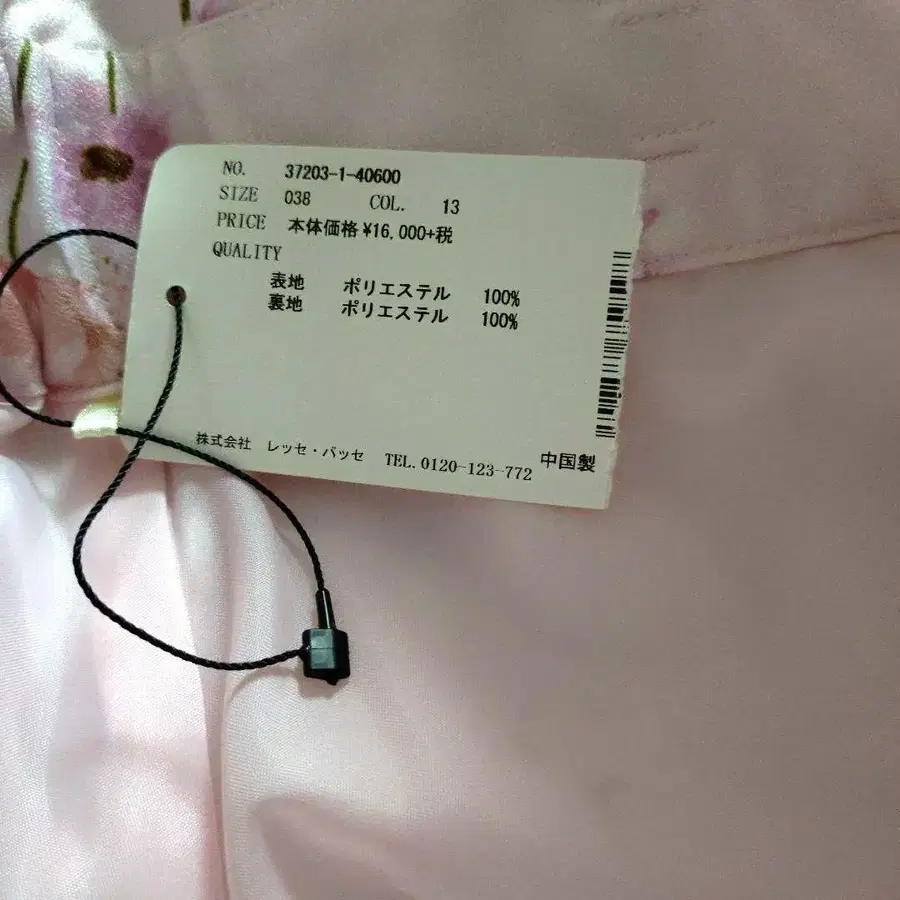 NO. 37203-1-40600
SIZE 038 COL. 13
PRICE 本体価格 ¥16,000+税
QUALITY
表地 ポリエステル 100%
裏地 ポリエステル 100%
株式会社 レッセ・パッセ TEL.0120-123-772 中国製